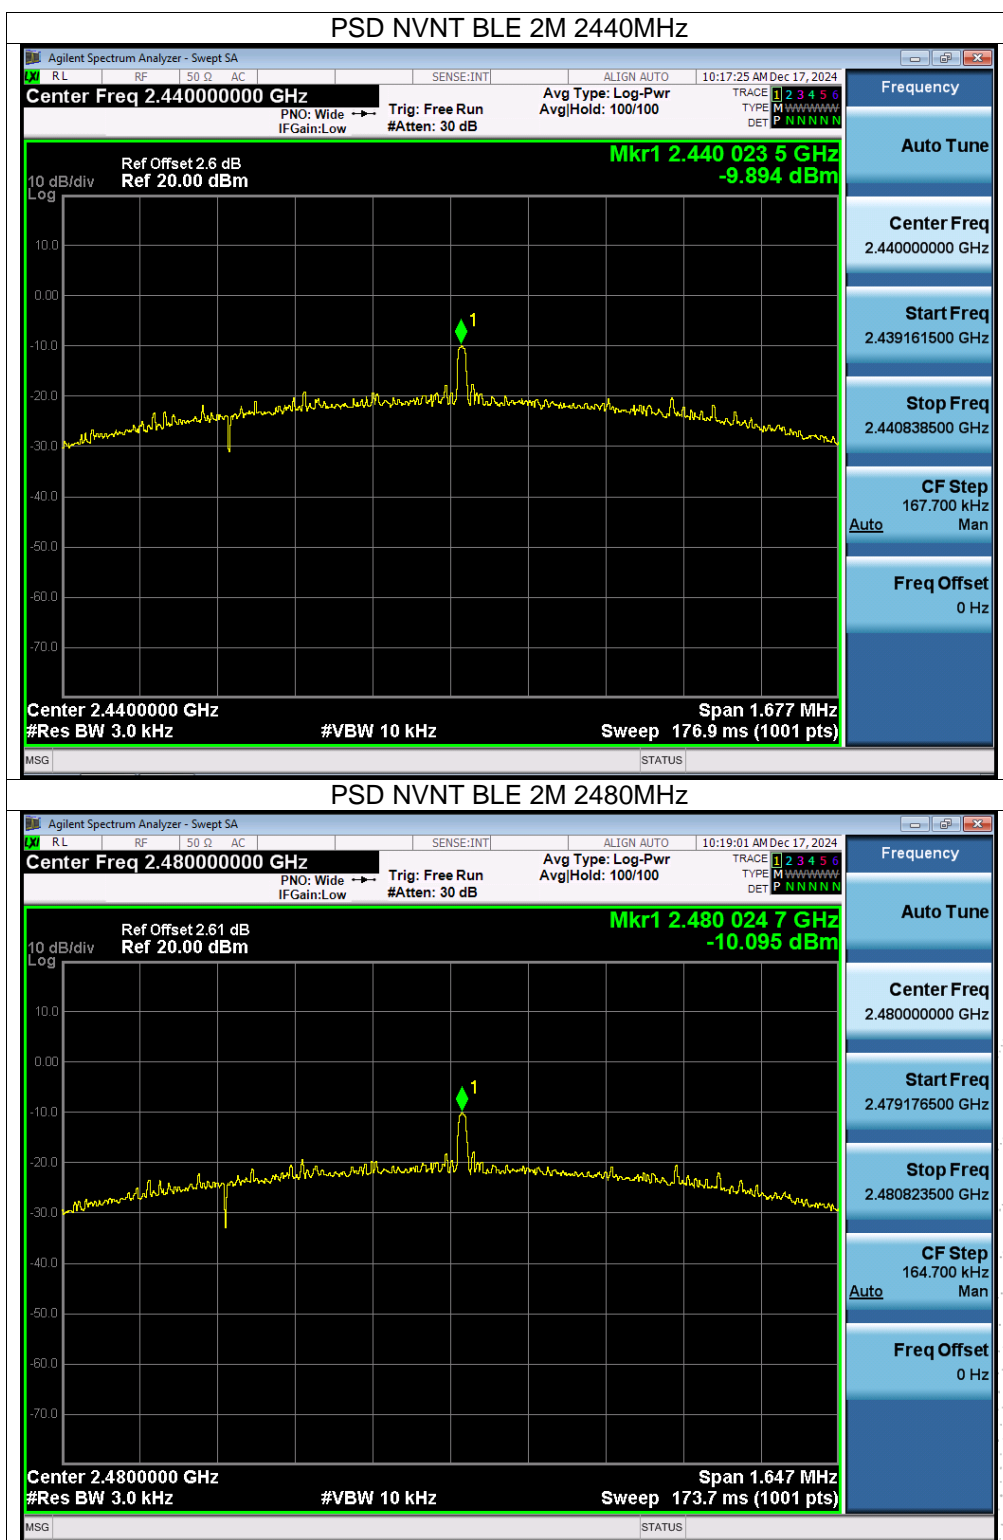 PSD NVNT BLE 2M 2440MHz
Agilent Spectrum Analyzer - Swept SA
LXI RL RF 50 Ω AC SENSE:INT ALIGN AUTO 10:17:25 AM Dec 17, 2024
Center Freq 2.440000000 GHz
PNO: Wide
IFGain:Low
Trig: Free Run
#Atten: 30 dB
Avg Type: Log-Pwr
Avg|Hold: 100/100
TRACE 1 2 3 4 5 6
TYPE M WWWWW
DET P N N N N N
Mkr1 2.440 023 5 GHz
-9.894 dBm
Ref Offset 2.6 dB
10 dB/div Ref 20.00 dBm
Log
10.0
0.00
1
-10.0
-20.0
-30.0
-40.0
-50.0
-60.0
-70.0
Center 2.4400000 GHz Span 1.677 MHz
#Res BW 3.0 kHz #VBW 10 kHz Sweep 176.9 ms (1001 pts)
MSG STATUS
Frequency
Auto Tune
Center Freq
2.440000000 GHz
Start Freq
2.439161500 GHz
Stop Freq
2.440838500 GHz
CF Step
167.700 kHz
Auto Man
Freq Offset
0 Hz
PSD NVNT BLE 2M 2480MHz
Agilent Spectrum Analyzer - Swept SA
LXI RL RF 50 Ω AC SENSE:INT ALIGN AUTO 10:19:01 AM Dec 17, 2024
Center Freq 2.480000000 GHz
PNO: Wide
IFGain:Low
Trig: Free Run
#Atten: 30 dB
Avg Type: Log-Pwr
Avg|Hold: 100/100
TRACE 1 2 3 4 5 6
TYPE M WWWWW
DET P N N N N N
Mkr1 2.480 024 7 GHz
-10.095 dBm
Ref Offset 2.61 dB
10 dB/div Ref 20.00 dBm
Log
10.0
0.00
1
-10.0
-20.0
-30.0
-40.0
-50.0
-60.0
-70.0
Center 2.4800000 GHz Span 1.647 MHz
#Res BW 3.0 kHz #VBW 10 kHz Sweep 173.7 ms (1001 pts)
MSG STATUS
Frequency
Auto Tune
Center Freq
2.480000000 GHz
Start Freq
2.479176500 GHz
Stop Freq
2.480823500 GHz
CF Step
164.700 kHz
Auto Man
Freq Offset
0 Hz